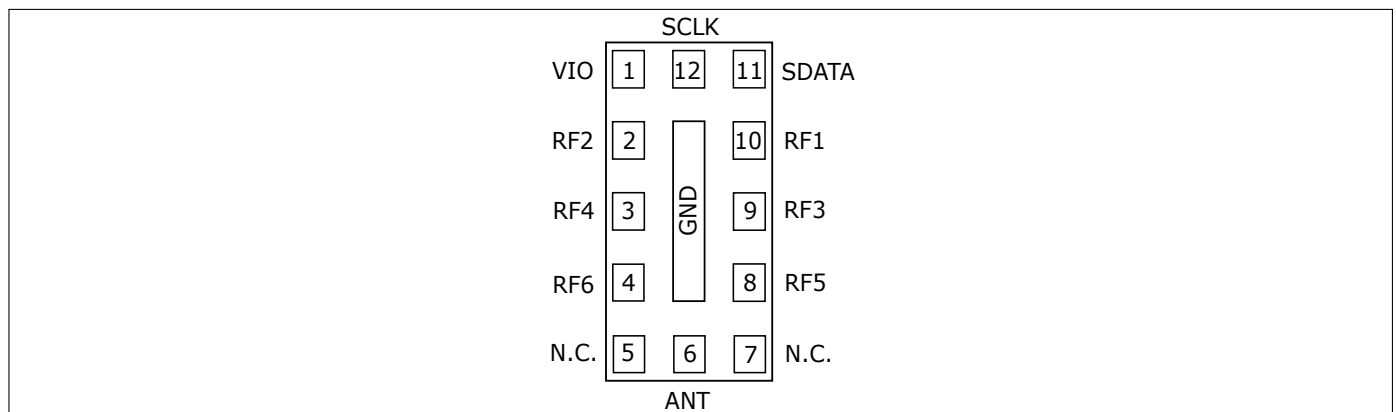 SCLK
VIO 1 12 11 SDATA
RF2 2 10 RF1
RF4 3 GND 9 RF3
RF6 4 8 RF5
N.C. 5 6 7 N.C.
ANT